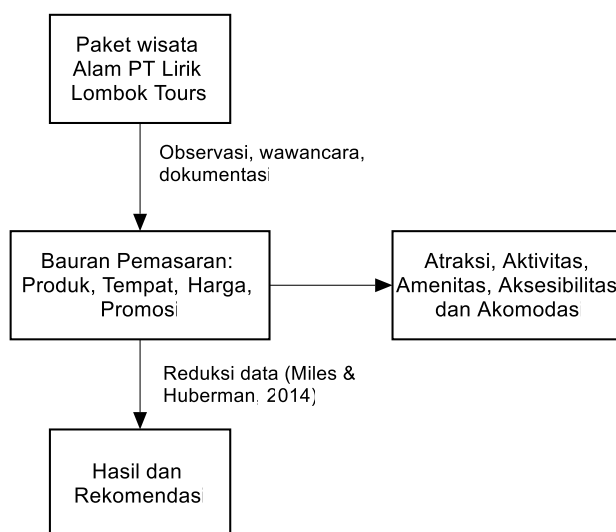 Paket wisata
Alam PT Lirik
Lombok Tours
Observasi, wawancara,
dokumentasi
Bauran Pemasaran:
Produk, Tempat, Harga,
Promosi
Atraksi, Aktivitas,
Amenitas, Aksesibilitas
dan Akomodasi
Reduksi data (Miles &
Huberman, 2014)
Hasil dan
Rekomendasi